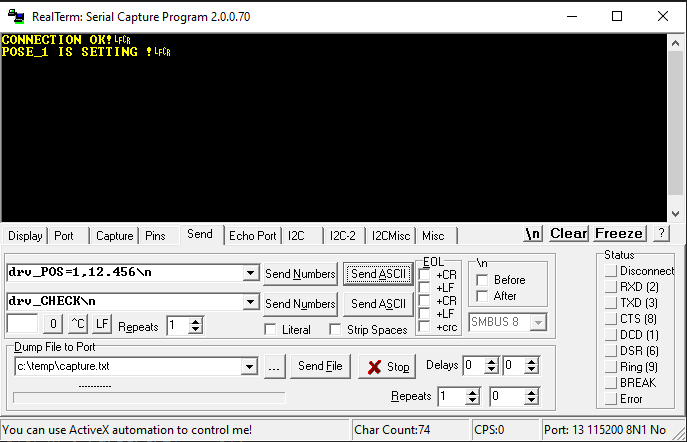 RealTerm: Serial Capture Program 2.0.0.70
CONNECTION OK!LFCR
POSE_1 IS SETTING !LFCR
Display Port Capture Pins Send Echo Port I2C I2C-2 I2CMisc Misc \n Clear Freeze ?
drv_POS=1,12.456\n Send Numbers Send ASCII
drv_CHECK\n Send Numbers Send ASCII
0 ^C LF Repeats 1 Literal Strip Spaces
EOL
+CR
+LF
+CR
+LF
+crc
\n
Before
After
SMBUS 8
Dump File to Port
c:\temp\capture.txt ... Send File Stop Delays 0 0
Repeats 1 0
Status
Disconnect
RXD (2)
TXD (3)
CTS (8)
DCD (1)
DSR (6)
Ring (9)
BREAK
Error
You can use ActiveX automation to control me! Char Count:74 CPS:0 Port: 13 115200 8N1 No